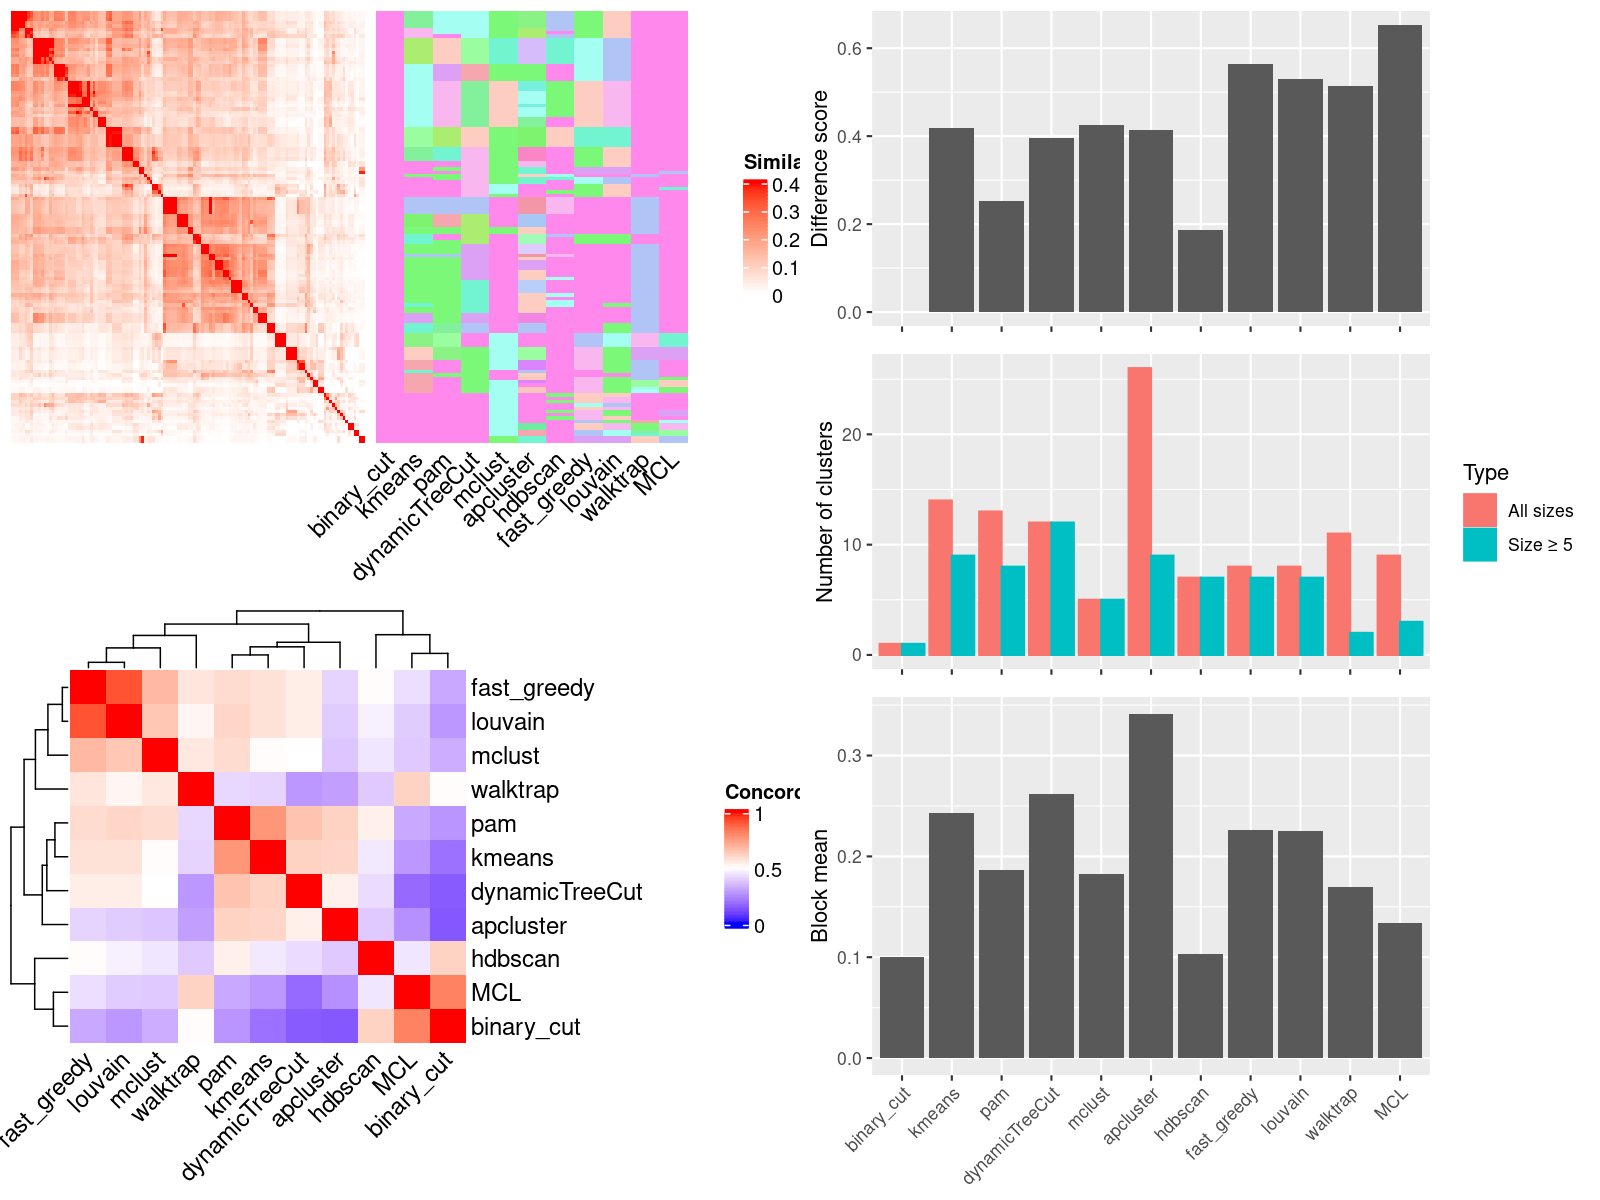 Simila
0.4
0.3
0.2
0.1
0
binary_cut
kmeans
pam
dynamicTreeCut
mclust
apcluster
hdbscan
fast_greedy
louvain
walktrap
MCL
fast_greedy
louvain
mclust
walktrap
pam
kmeans
dynamicTreeCut
apcluster
hdbscan
MCL
binary_cut
fast_greedy
louvain
mclust
walktrap
pam
kmeans
dynamicTreeCut
apcluster
hdbscan
MCL
binary_cut
Concord
1
0.5
0
Difference score
0.6
0.4
0.2
0.0
Number of clusters
20
10
0
Type
All sizes
Size ≥ 5
Block mean
0.3
0.2
0.1
0.0
binary_cut
kmeans
pam
dynamicTreeCut
mclust
apcluster
hdbscan
fast_greedy
louvain
walktrap
MCL